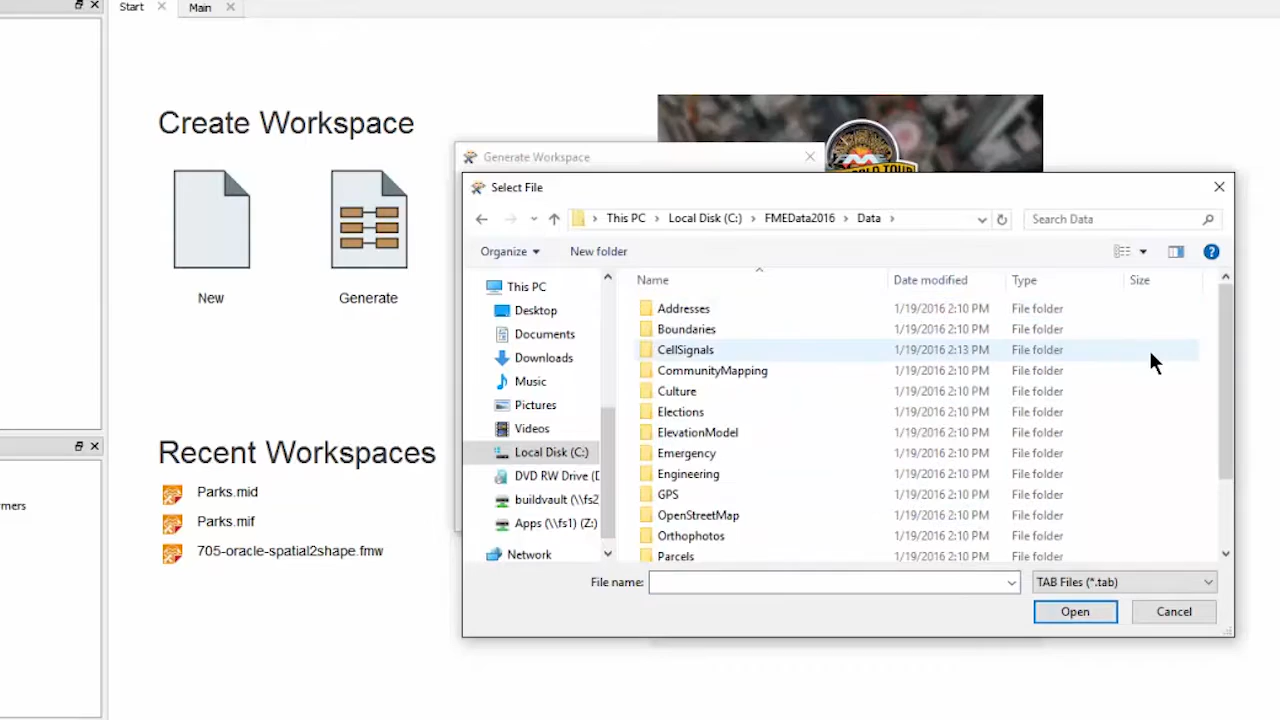 Start
Main
Create Workspace
New
Generate
Generate Workspace
Select File
This PC
Local Disk (C:)
FMEData2016
Data
Search Data
Organize
New folder
Name
Date modified
Type
Size
This PC
Desktop
Documents
Downloads
Music
Pictures
Videos
Local Disk (C:)
DVD RW Drive (
buildvault (\\fs2
Apps (\\fs1) (Z:)
Network
Addresses 1/19/2016 2:10 PM File folder
Boundaries 1/19/2016 2:10 PM File folder
CellSignals 1/19/2016 2:13 PM File folder
CommunityMapping 1/19/2016 2:10 PM File folder
Culture 1/19/2016 2:10 PM File folder
Elections 1/19/2016 2:10 PM File folder
ElevationModel 1/19/2016 2:10 PM File folder
Emergency 1/19/2016 2:10 PM File folder
Engineering 1/19/2016 2:10 PM File folder
GPS 1/19/2016 2:10 PM File folder
OpenStreetMap 1/19/2016 2:10 PM File folder
Orthophotos 1/19/2016 2:10 PM File folder
Parcels 1/19/2016 2:10 PM File folder
File name:
TAB Files (*.tab)
Open
Cancel
Recent Workspaces
Parks.mid
Parks.mif
705-oracle-spatial2shape.fmw
mers